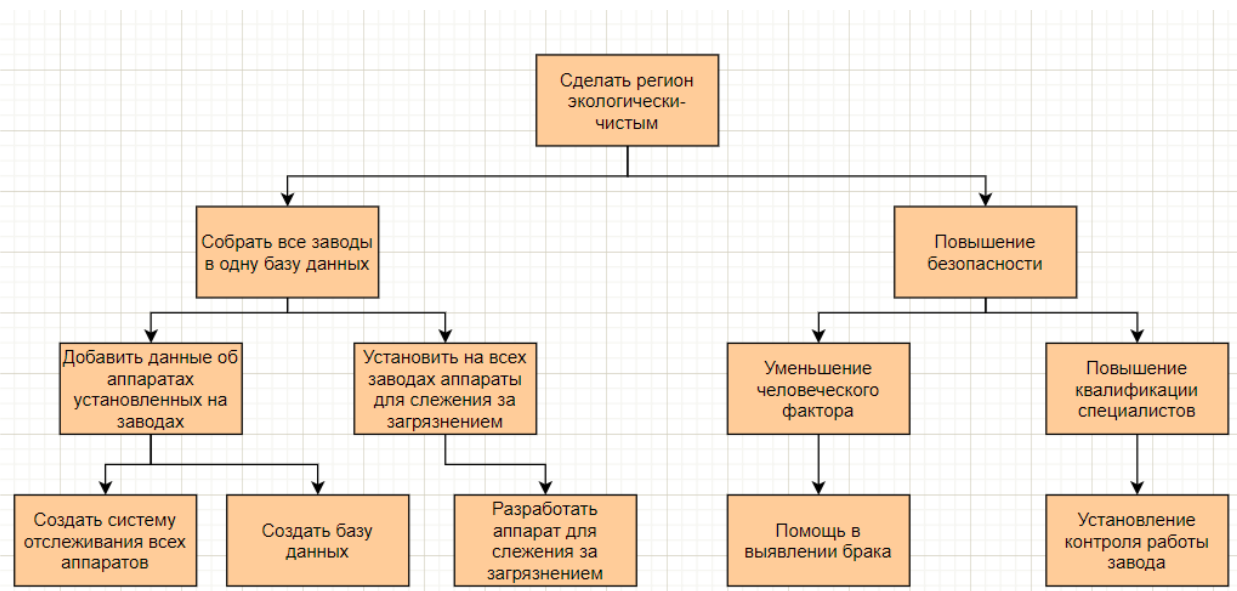 Сделать регион
экологически-
чистым
Собрать все заводы
в одну базу данных
Повышение
безопасности
Добавить данные об
аппаратах
установленных на
заводах
Установить на всех
заводах аппараты
для слежения за
загрязнением
Уменьшение
человеческого
фактора
Повышение
квалификации
специалистов
Создать систему
отслеживания всех
аппаратов
Создать базу
данных
Разработать
аппарат для
слежения за
загрязнением
Помощь в
выявлении брака
Установление
контроля работы
завода